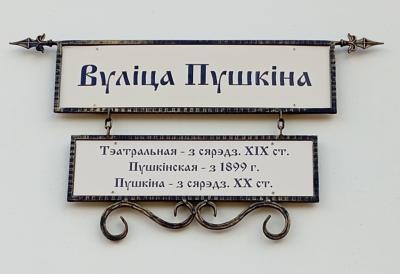 Вуліца Пушкіна
Тэатральная - з сярэдз. XIX ст.
Пушкінская - з 1899 г.
Пушкіна - з сярэдз. XX ст.